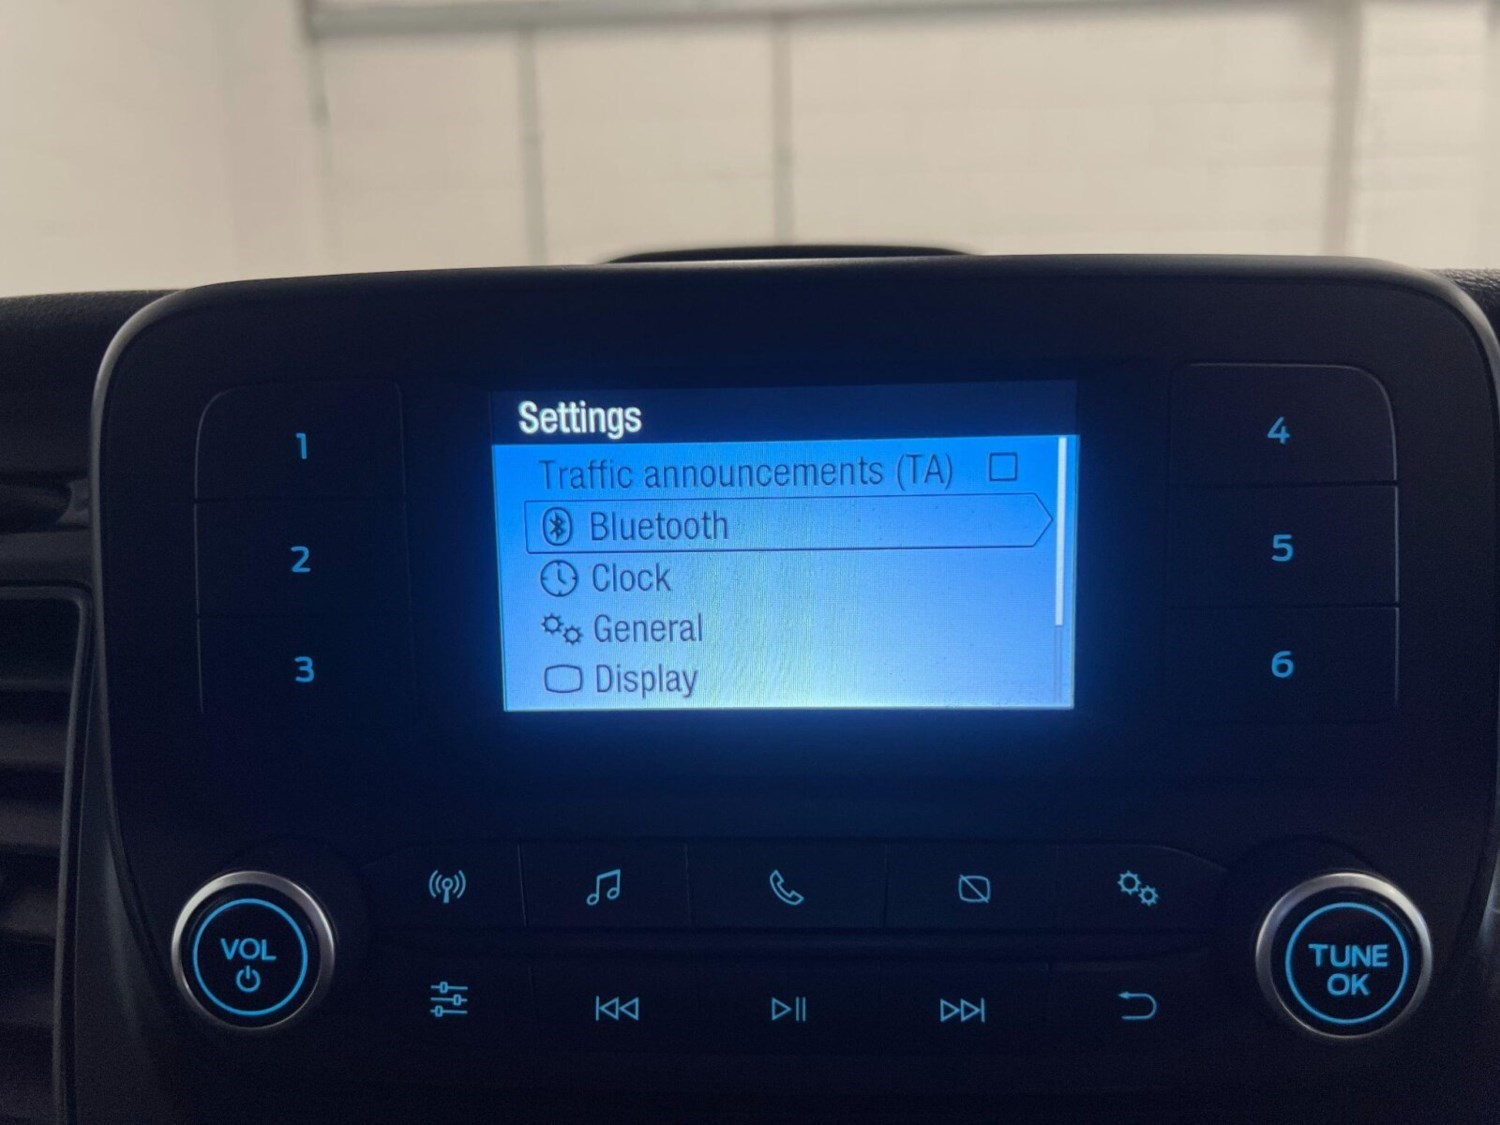 Settings
Traffic announcements (TA)
Bluetooth
Clock
General
Display
1
2
3
4
5
6
VOL
TUNE
OK